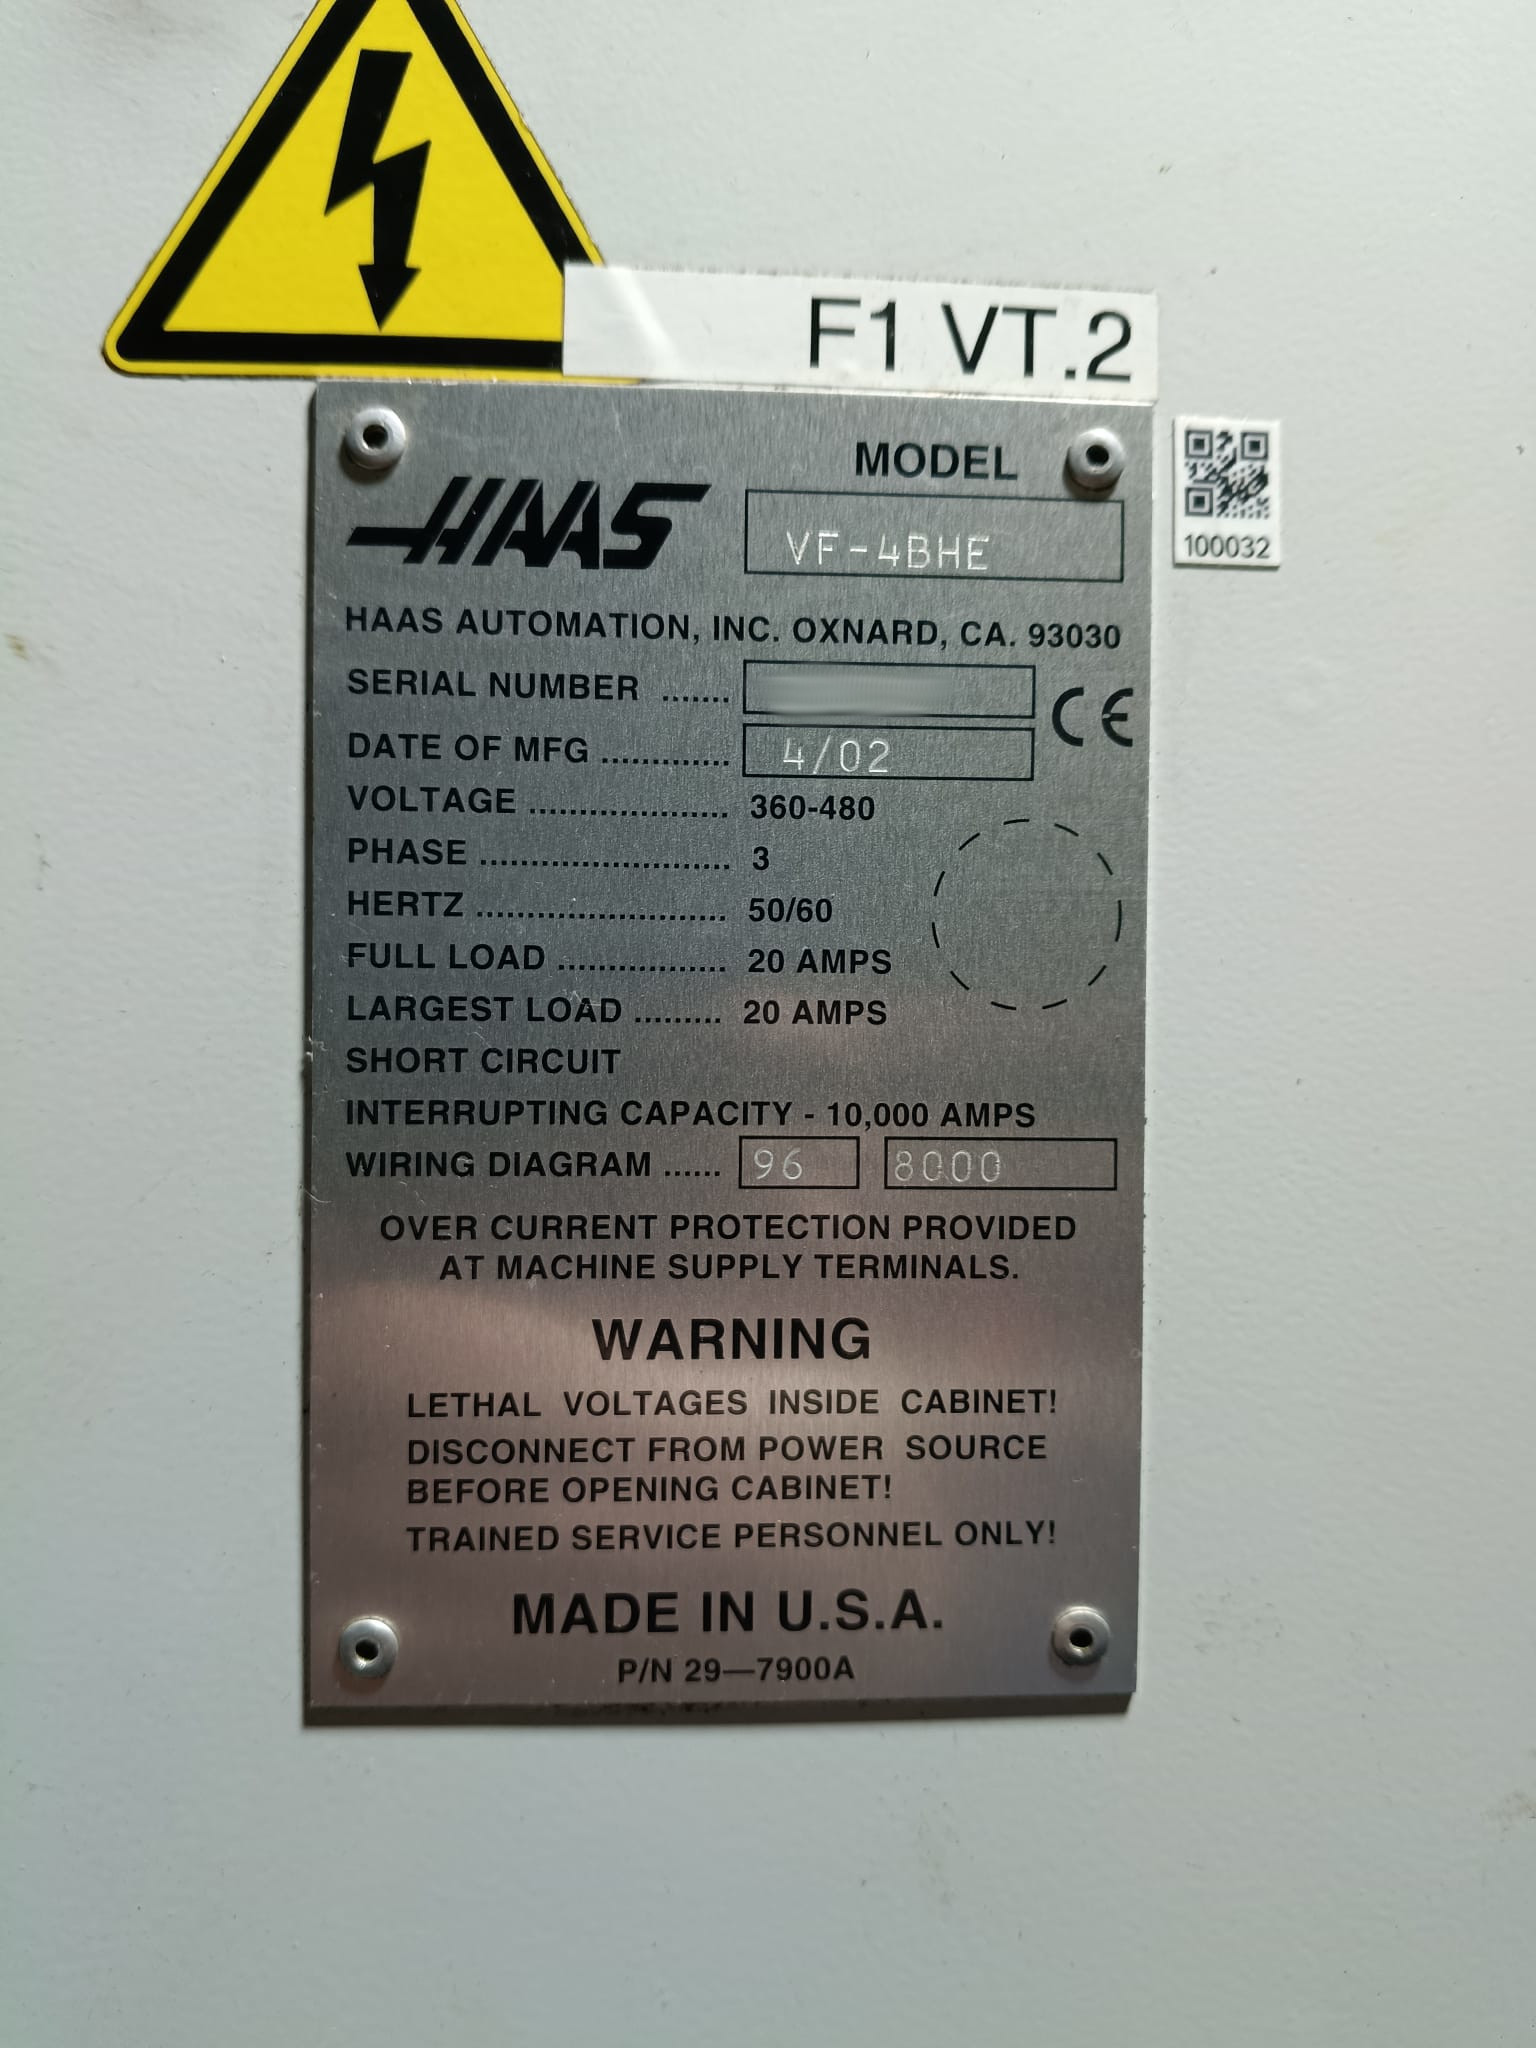 F1 VT.2
MODEL
HAAS
VF-4BHE
100032
HAAS AUTOMATION, INC. OXNARD, CA. 93030
SERIAL NUMBER .......
CE
DATE OF MFG ............. 4/02
VOLTAGE .................... 360-480
PHASE ......................... 3
HERTZ ......................... 50/60
FULL LOAD ................. 20 AMPS
LARGEST LOAD ......... 20 AMPS
SHORT CIRCUIT
INTERRUPTING CAPACITY - 10,000 AMPS
WIRING DIAGRAM ...... 96 8000
OVER CURRENT PROTECTION PROVIDED
AT MACHINE SUPPLY TERMINALS.
WARNING
LETHAL VOLTAGES INSIDE CABINET!
DISCONNECT FROM POWER SOURCE
BEFORE OPENING CABINET!
TRAINED SERVICE PERSONNEL ONLY!
MADE IN U.S.A.
P/N 29—7900A